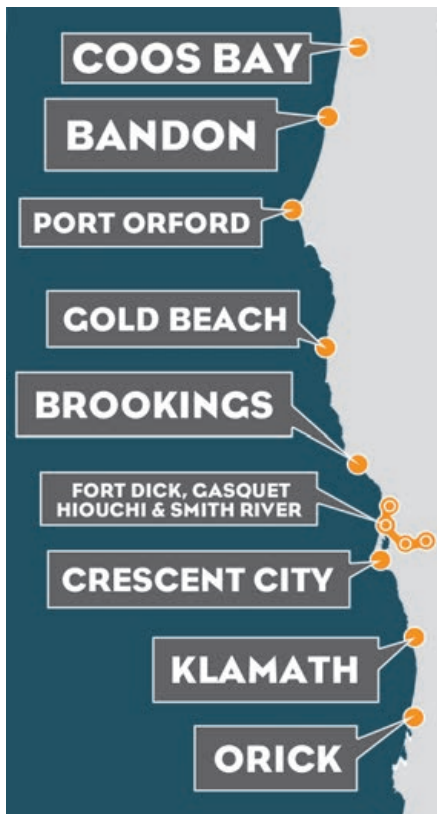 COOS BAY
BANDON
PORT ORFORD
GOLD BEACH
BROOKINGS
FORT DICK, GASQUET
HIOUCHI & SMITH RIVER
CRESCENT CITY
KLAMATH
ORICK